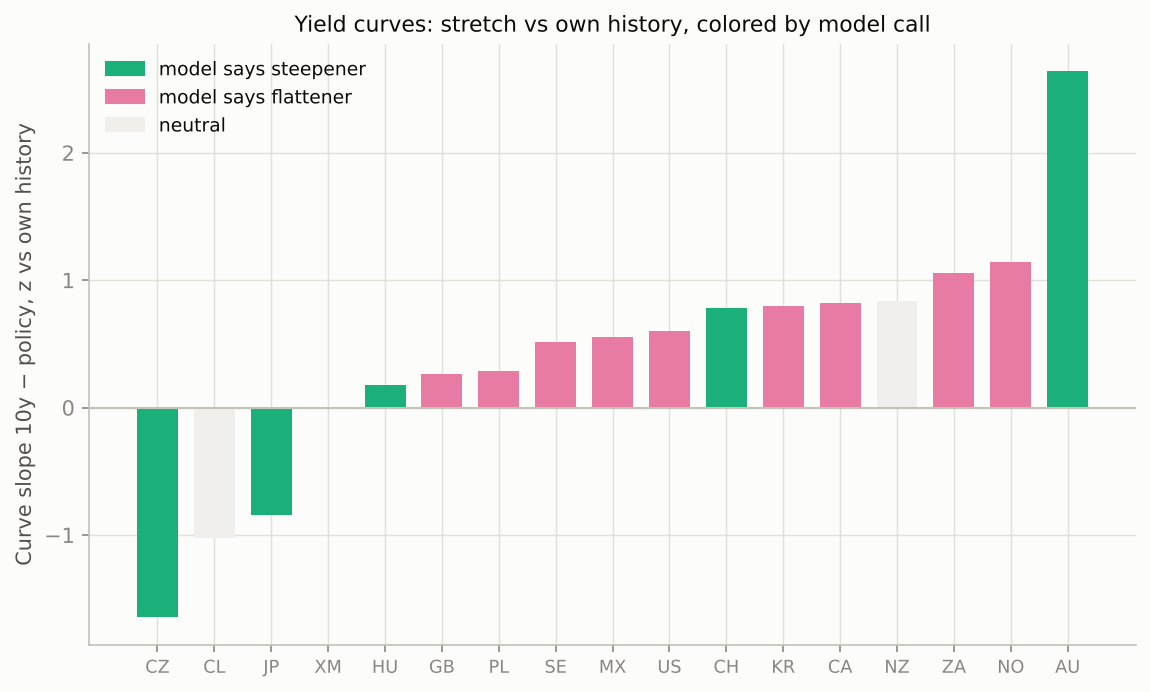 Yield curves: stretch vs own history, colored by model call
model says steepener
model says flattener
neutral
Curve slope 10y − policy, z vs own history
2
1
0
−1
CZ CL JP XM HU GB PL SE MX US CH KR CA NZ ZA NO AU